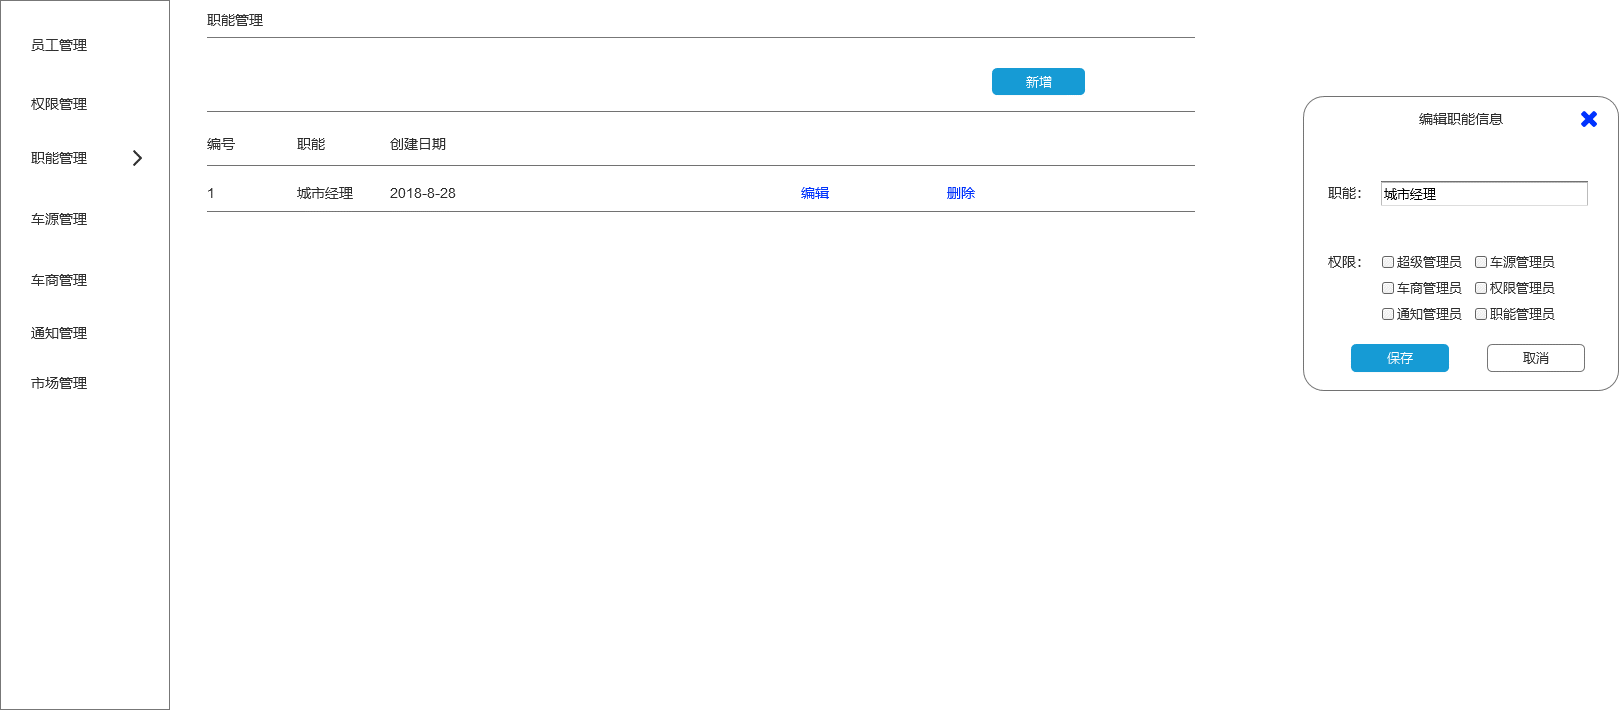 员工管理
权限管理
职能管理
车源管理
车商管理
通知管理
市场管理
职能管理
新增
编号 职能 创建日期
1 城市经理 2018-8-28 编辑 删除
编辑职能信息
职能： 城市经理
权限： 超级管理员 车源管理员
车商管理员 权限管理员
通知管理员 职能管理员
保存 取消